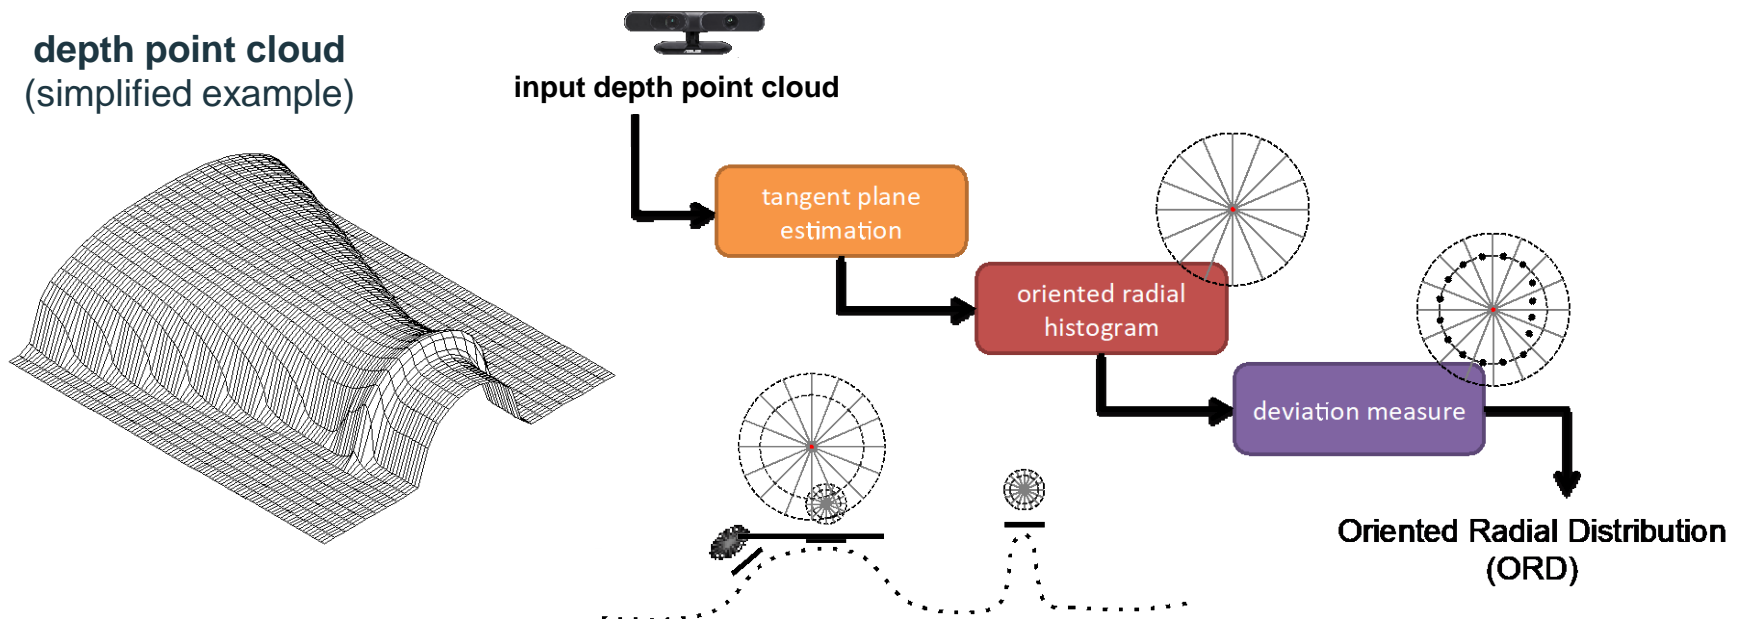 depth point cloud
(simplified example)
input depth point cloud
tangent plane
estimation
oriented radial
histogram
deviation measure
Oriented Radial Distribution
(ORD)